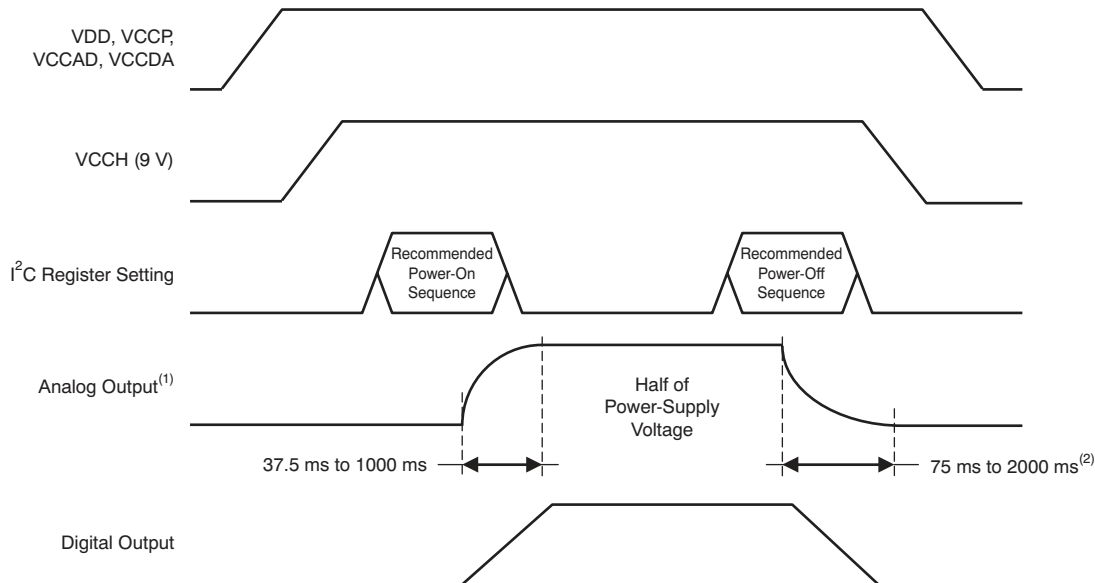 VDD, VCCP,
VCCAD, VCCDA
VCCH (9 V)
I²C Register Setting
Recommended
Power-On
Sequence
Recommended
Power-Off
Sequence
Analog Output(1)
Half of
Power-Supply
Voltage
37.5 ms to 1000 ms
75 ms to 2000 ms(2)
Digital Output